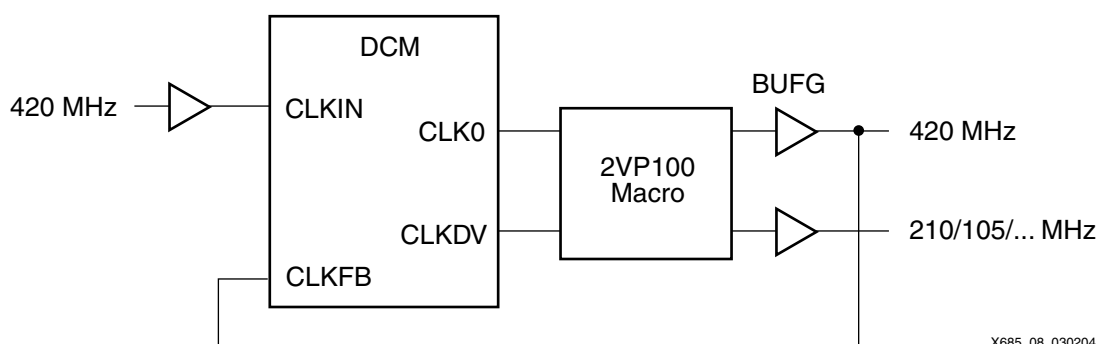 DCM
420 MHz
CLKIN
CLK0
CLKDV
CLKFB
2VP100
Macro
BUFG
420 MHz
210/105/... MHz
X685_08_030204